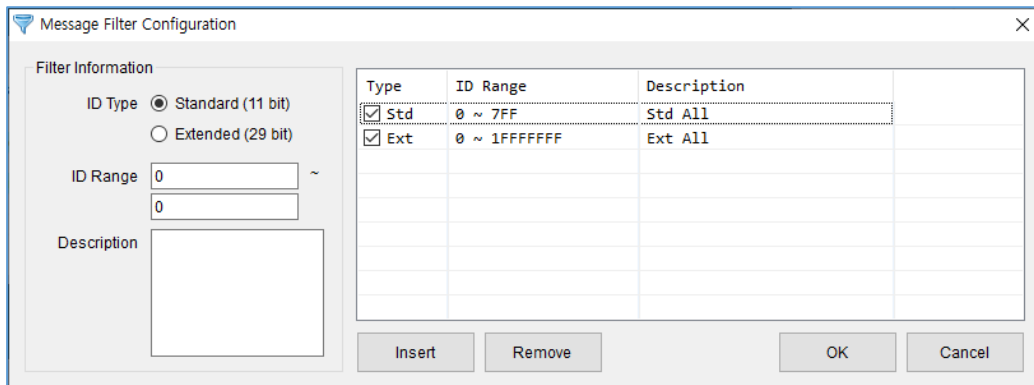 Message Filter Configuration
Filter Information
ID Type Standard (11 bit)
Extended (29 bit)
ID Range 0 ~
0
Description
Type ID Range Description
Std 0 ~ 7FF Std All
Ext 0 ~ 1FFFFFFF Ext All
Insert Remove OK Cancel